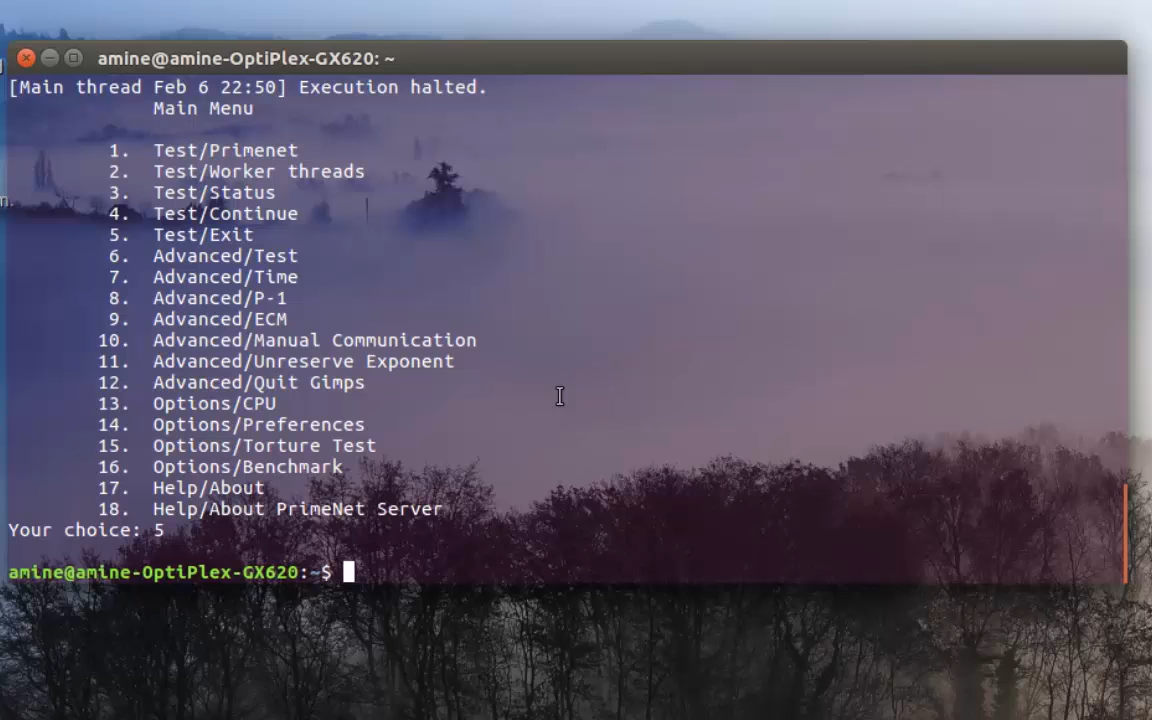 amine@amine-OptiPlex-GX620: ~
[Main thread Feb 6 22:50] Execution halted.
Main Menu
1. Test/Primenet
2. Test/Worker threads
3. Test/Status
4. Test/Continue
5. Test/Exit
6. Advanced/Test
7. Advanced/Time
8. Advanced/P-1
9. Advanced/ECM
10. Advanced/Manual Communication
11. Advanced/Unreserve Exponent
12. Advanced/Quit Gimps
13. Options/CPU
14. Options/Preferences
15. Options/Torture Test
16. Options/Benchmark
17. Help/About
18. Help/About PrimeNet Server
Your choice: 5
amine@amine-OptiPlex-GX620:~$